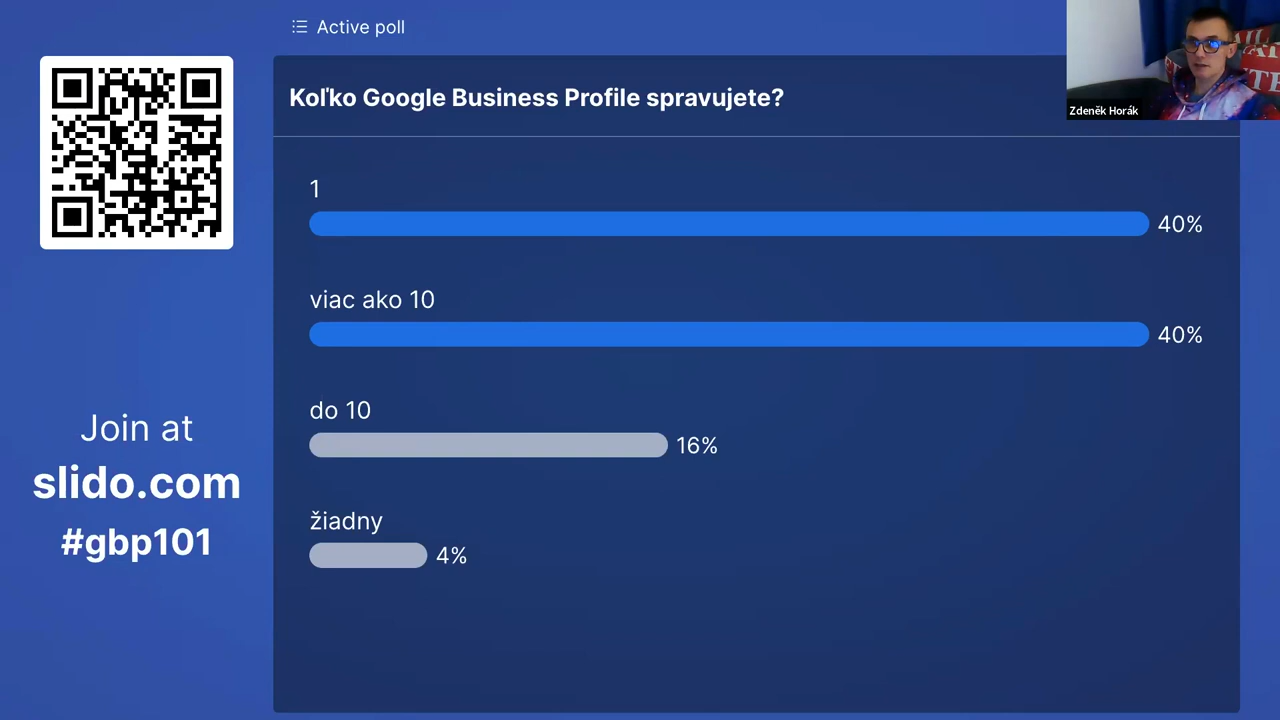 Active poll
Koľko Google Business Profile spravujete?
Zdeněk Horák
1
40%
viac ako 10
40%
do 10
16%
žiadny
4%
Join at
slido.com
#gbp101